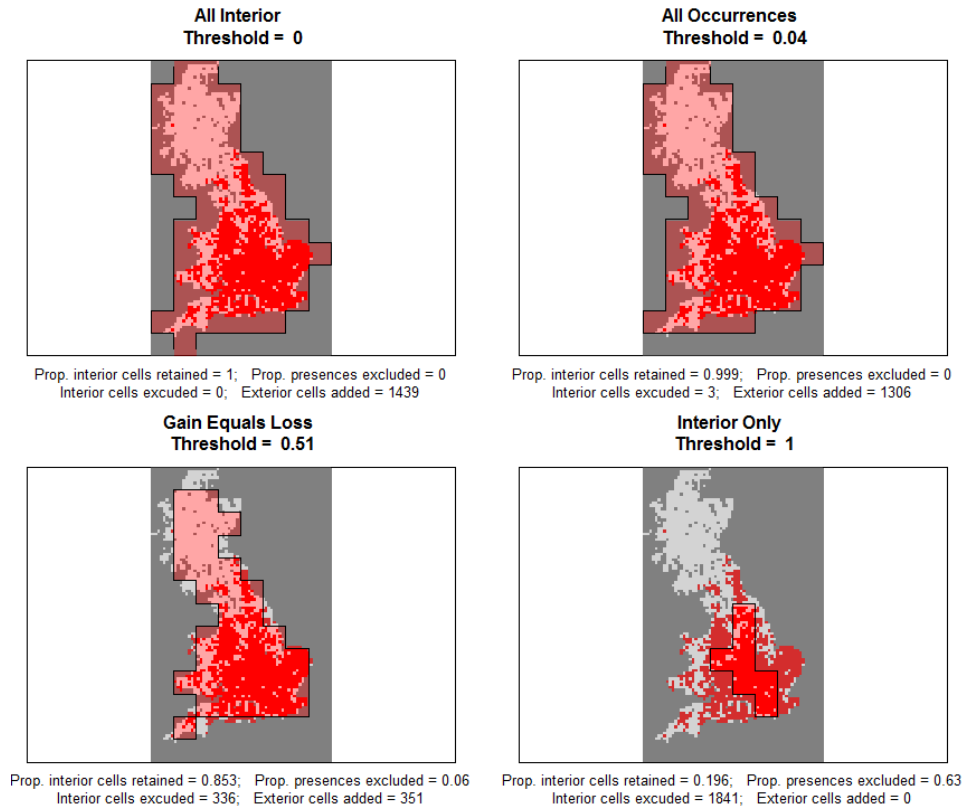 All Interior
Threshold = 0
Prop. interior cells retained = 1; Prop. presences excluded = 0
Interior cells excuded = 0; Exterior cells added = 1439
All Occurrences
Threshold = 0.04
Prop. interior cells retained = 0.999; Prop. presences excluded = 0
Interior cells excuded = 3; Exterior cells added = 1306
Gain Equals Loss
Threshold = 0.51
Prop. interior cells retained = 0.853; Prop. presences excluded = 0.06
Interior cells excuded = 336; Exterior cells added = 351
Interior Only
Threshold = 1
Prop. interior cells retained = 0.196; Prop. presences excluded = 0.63
Interior cells excuded = 1841; Exterior cells added = 0